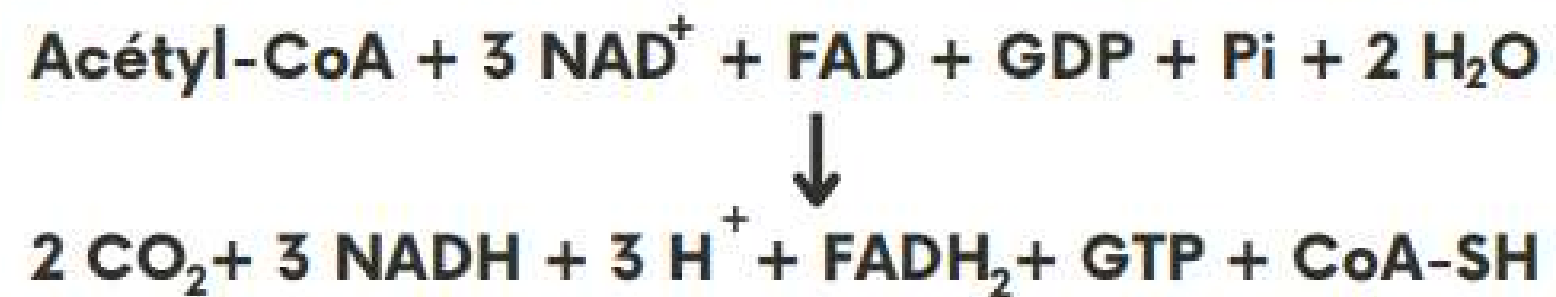 Acétyl-CoA + 3 NAD⁺ + FAD + GDP + Pi + 2 H₂O
↓
2 CO₂+ 3 NADH + 3 H⁺ + FADH₂+ GTP + CoA-SH